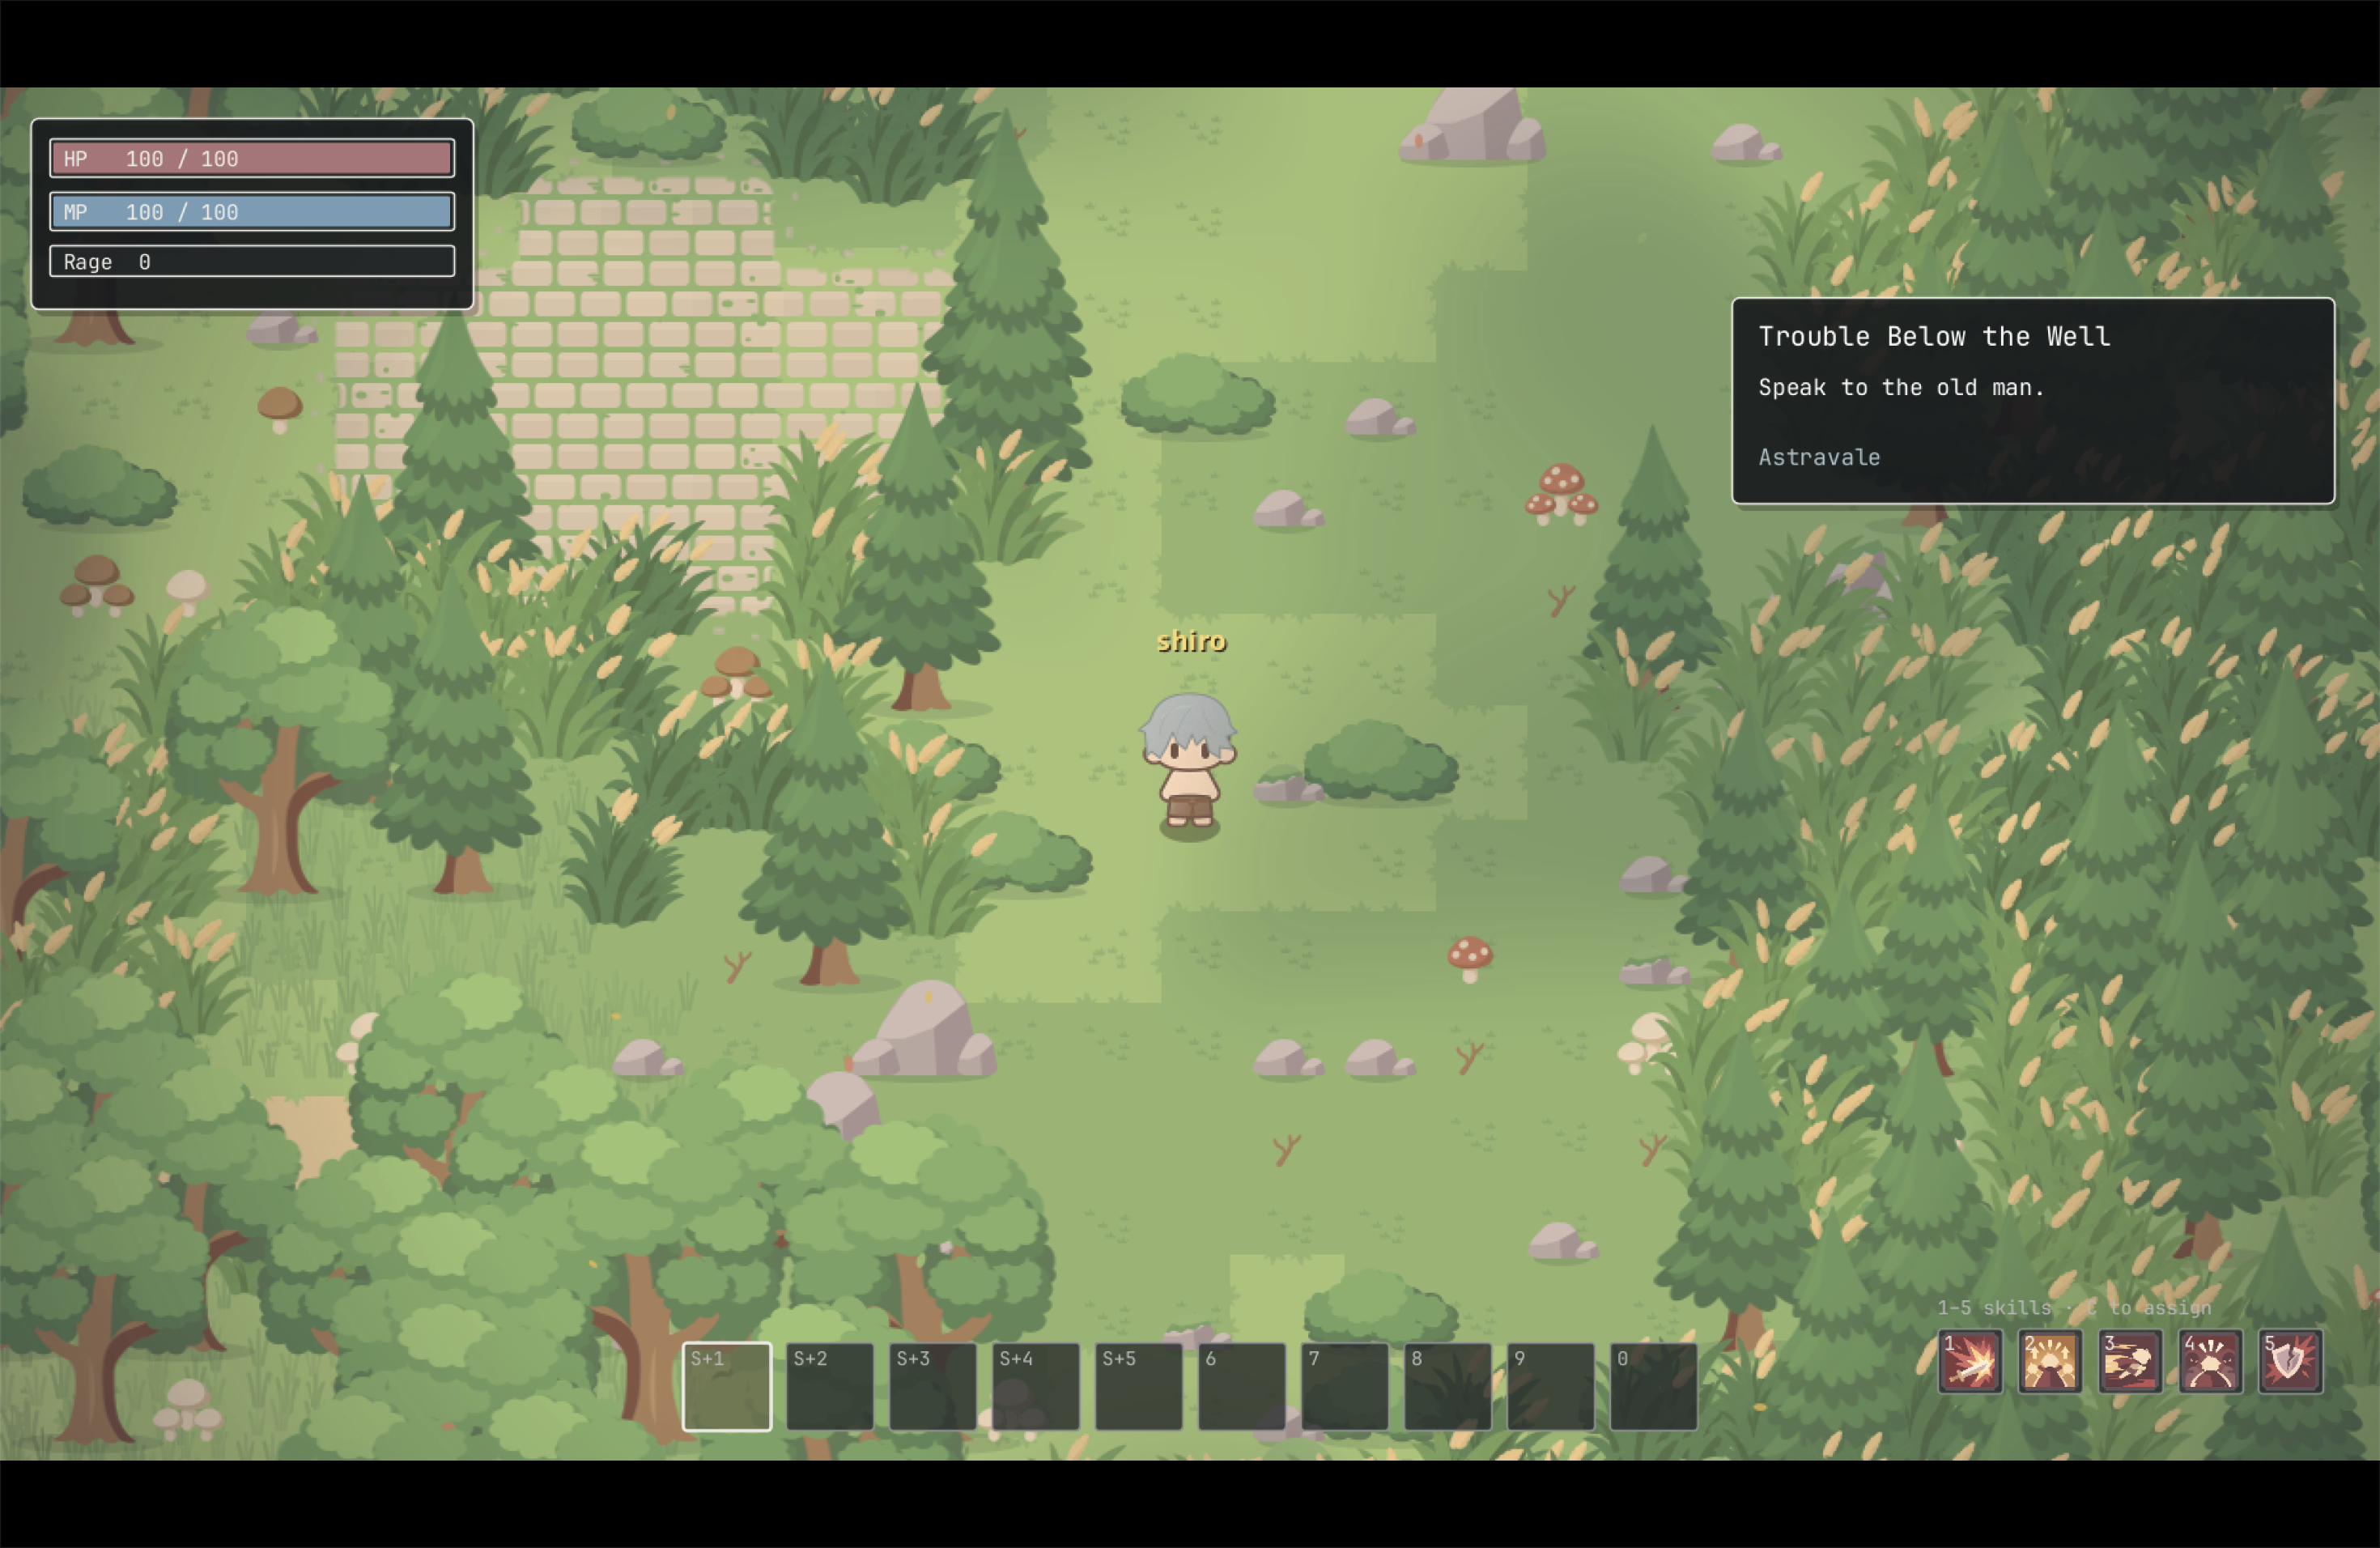 HP 100 / 100
MP 100 / 100
Rage 0
Trouble Below the Well
Speak to the old man.
Astravale
shiro
1-5 skills · C to assign
1 2 3 4 5
S+1 S+2 S+3 S+4 S+5 6 7 8 9 0